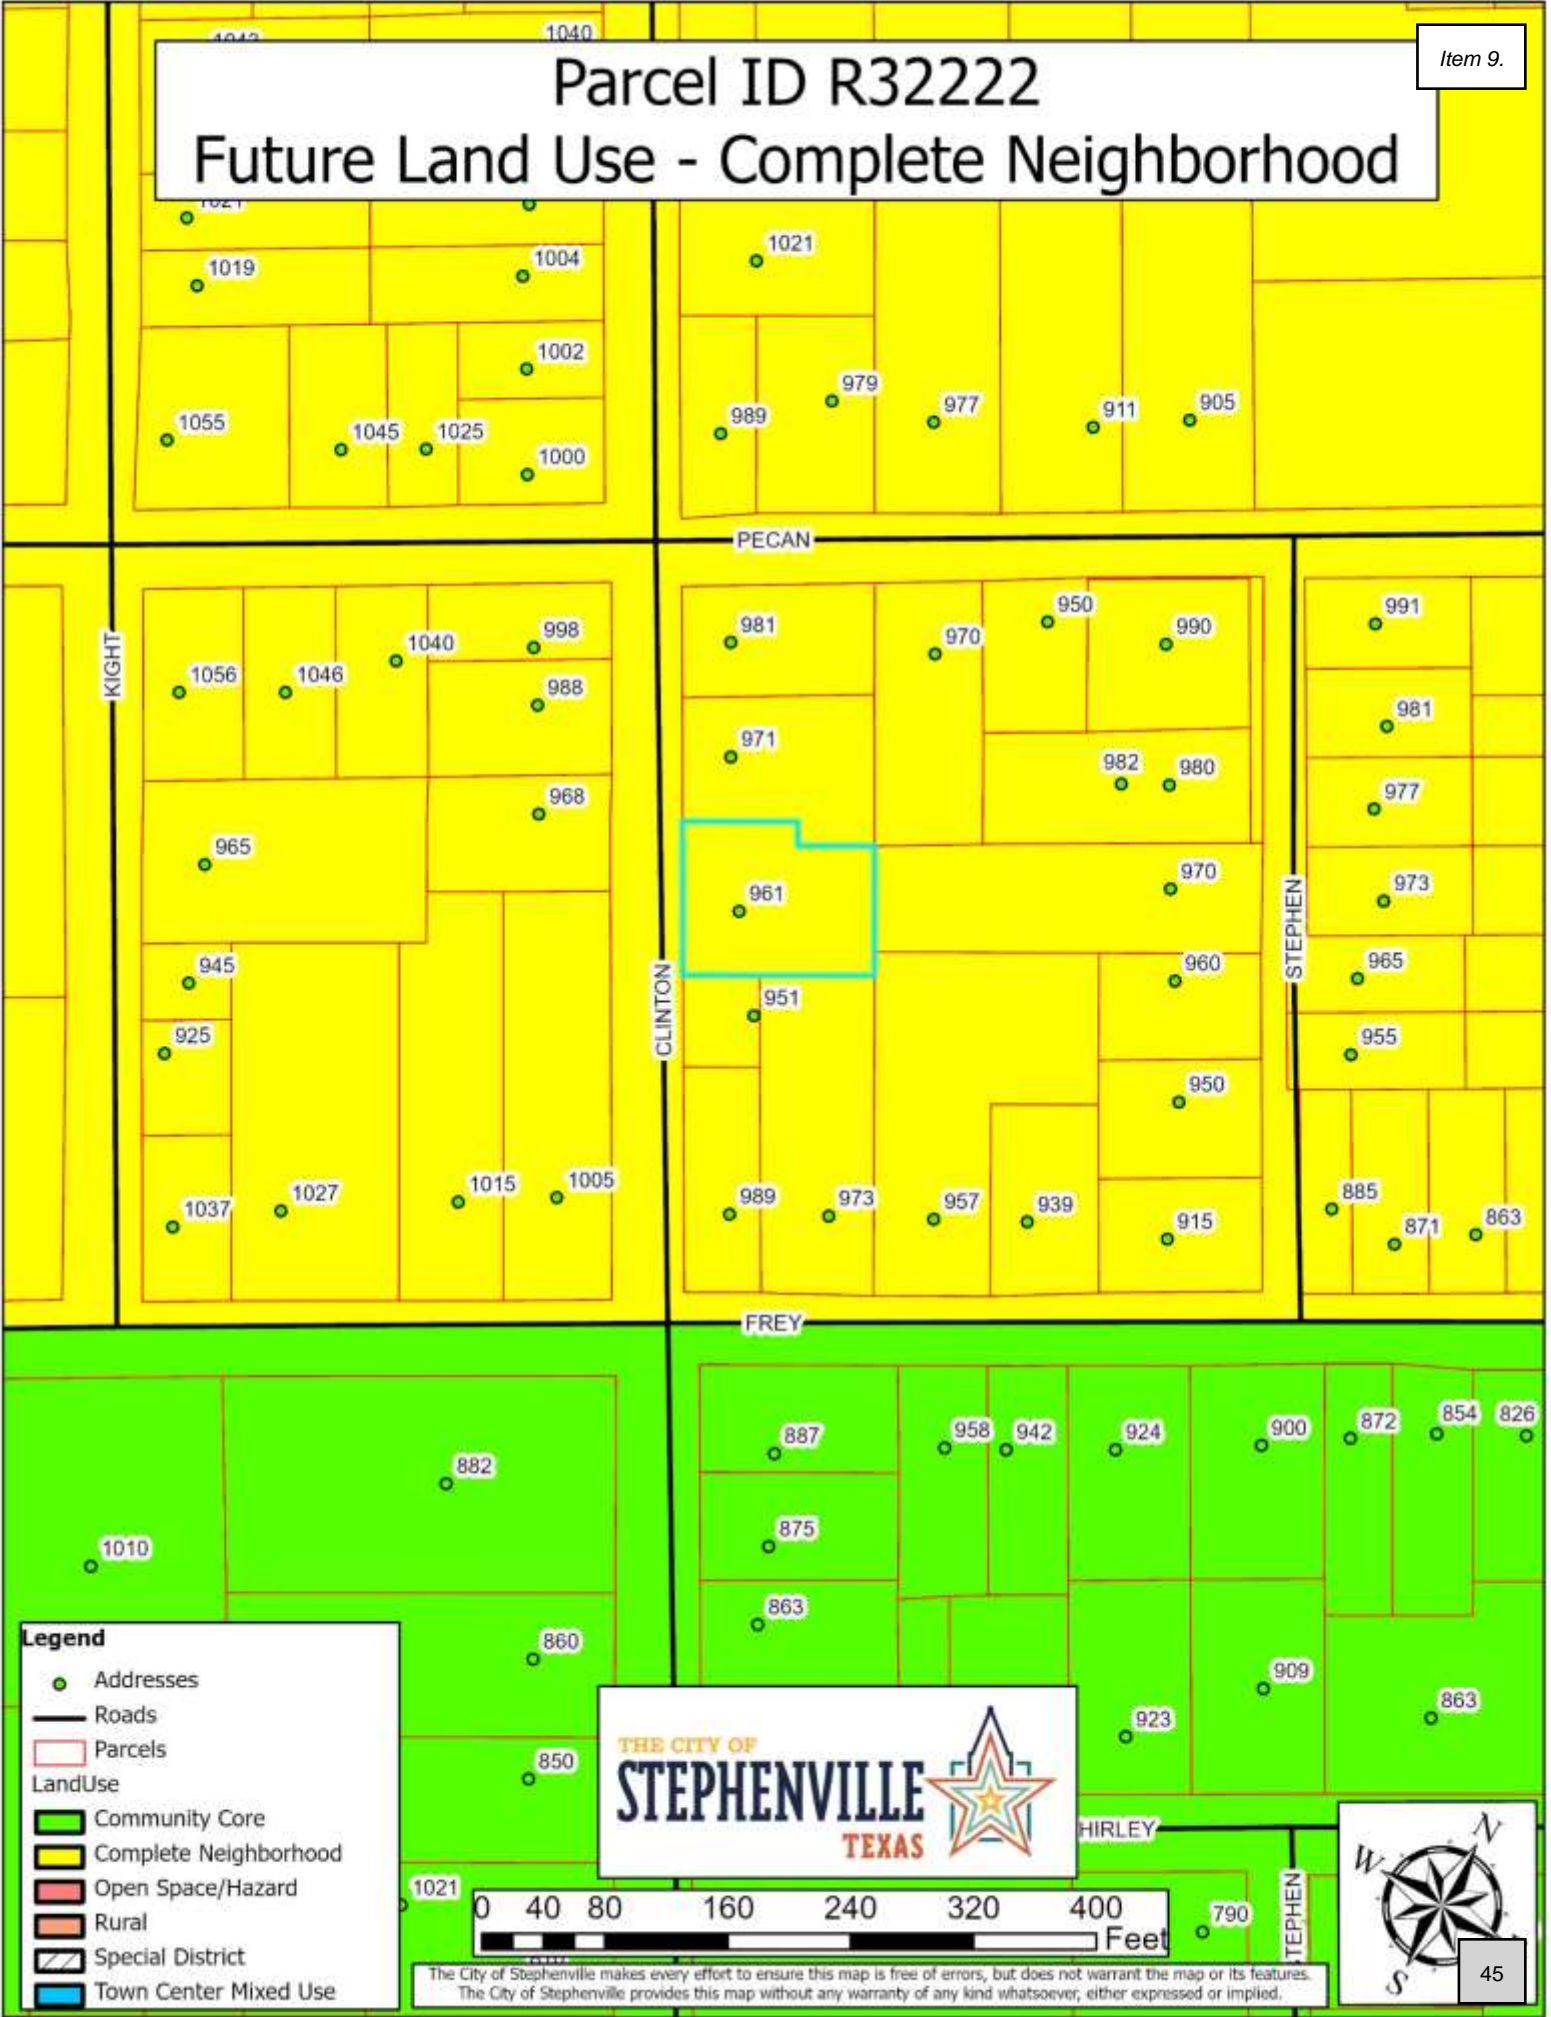 Item 9.
1042
1040
Parcel ID R32222
Future Land Use - Complete Neighborhood
1021
1019
1004
1021
1002
979
989
977
911
905
1055
1045
1025
1000
PECAN
KIGHT
1056
1046
1040
998
988
981
970
950
990
991
971
982
980
981
968
977
965
961
970
973
STEPHEN
CLINTON
945
951
960
965
925
950
955
1037
1027
1015
1005
989
973
957
939
915
885
871
863
FREY
887
958
942
924
900
872
854
826
882
875
1010
863
860
909
923
863
850
Legend
Addresses
Roads
Parcels
LandUse
Community Core
Complete Neighborhood
Open Space/Hazard
Rural
Special District
Town Center Mixed Use
THE CITY OF
STEPHENVILLE
TEXAS
HIRLEY
STEPHEN
1021
790
0 40 80 160 240 320 400
Feet
The City of Stephenville makes every effort to ensure this map is free of errors, but does not warrant the map or its features.
The City of Stephenville provides this map without any warranty of any kind whatsoever, either expressed or implied.
N
W
S
45